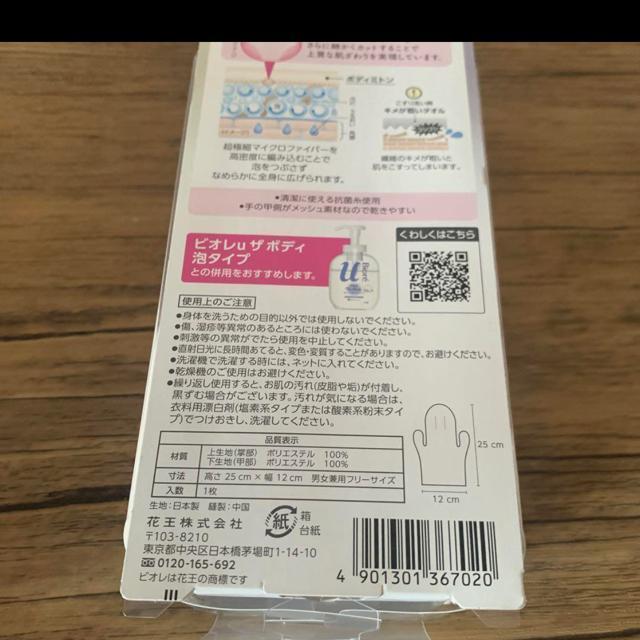 さらに細かくカットすることで
上質な肌ざわりを実現しています。
ボディミトン
超極細マイクロファイバーを
高密度に編み込むことで
泡をつぶさず
なめらかに全身に広げられます。
こすり洗い用
キメが粗いタオル
繊維のキメが粗いと
肌をこすってしまいます。
•清潔に使える抗菌糸使用
•手の甲側がメッシュ素材なので乾きやすい
ビオレu ザ ボディ
泡タイプ
との併用をおすすめします。
u
Bioré
くわしくはこちら
使用上のご注意
●身体を洗うための目的以外では使用しないでください。
●傷、湿疹等異常のあるところには使わないでください。
●刺激等の異常がでたら使用を中止してください。
●直射日光に長時間あてると、変色・変質することがありますので、お避けください。
●洗濯機で洗濯する時には、ネットに入れてください。
●乾燥機のご使用はお避けください。
●繰り返し使用すると、お肌の汚れ(皮脂や垢)が付着し、
黒ずむ場合がございます。汚れが気になる場合は、
衣料用漂白剤(塩素系タイプまたは酸素系粉末タイ
プ)でつけおきし、洗濯してください。
品質表示
材質 上生地(掌部) ポリエステル 100%
下生地(甲部) ポリエステル 100%
寸法 高さ25cm×幅12cm 男女兼用フリーサイズ
入数 1枚
25cm
12cm
生地:日本製 縫製:中国
花王株式会社
〒103-8210
東京都中央区日本橋茅場町1-14-10
0120-165-692
ビオレは花王の商標です
紙
箱
台紙
4 901301 367020